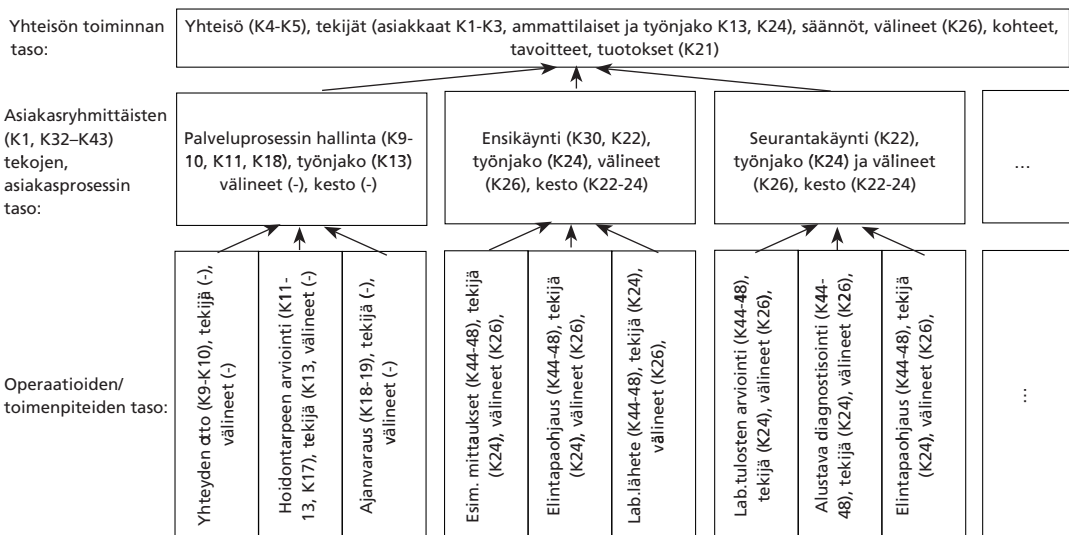 Yhteisön toiminnan
taso:
Yhteisö (K4-K5), tekijät (asiakkaat K1-K3, ammattilaiset ja työnjako K13, K24), säännöt, välineet (K26), kohteet,
tavoitteet, tuotokset (K21)
Asiakasryhmittäisten
(K1, K32–K43)
tekojen,
asiakasprosessin
taso:
Palveluprosessin hallinta (K9-
10, K11, K18), työnjako (K13)
välineet (-), kesto (-)
Ensikäynti (K30, K22),
työnjako (K24), välineet
(K26), kesto (K22-24)
Seurantakäynti (K22),
työnjako (K24) ja välineet
(K26), kesto (K22-24)
...
Operaatioiden/
toimenpiteiden taso:
Yhteyden otto (K9-K10), tekijä (-),
välineet (-)
Hoidontarpeen arviointi (K11-
13, K17), tekijä (K13, välineet (-)
Ajanvaraus (K18-19), tekijä (-),
välineet (-)
Esim. mittaukset (K44-48), tekijä
(K24), välineet (K26),
Elintapaohjaus (K44-48), tekijä
(K24), välineet (K26),
Lab.lähete (K44-48), tekijä (K24),
välineet (K26),
Lab.tulosten arviointi (K44-48),
tekijä (K24), välineet (K26),
Alustava diagnostisointi (K44-
48), tekijä (K24), välineet (K26),
Elintapaohjaus (K44-48), tekijä
(K24), välineet (K26),
...